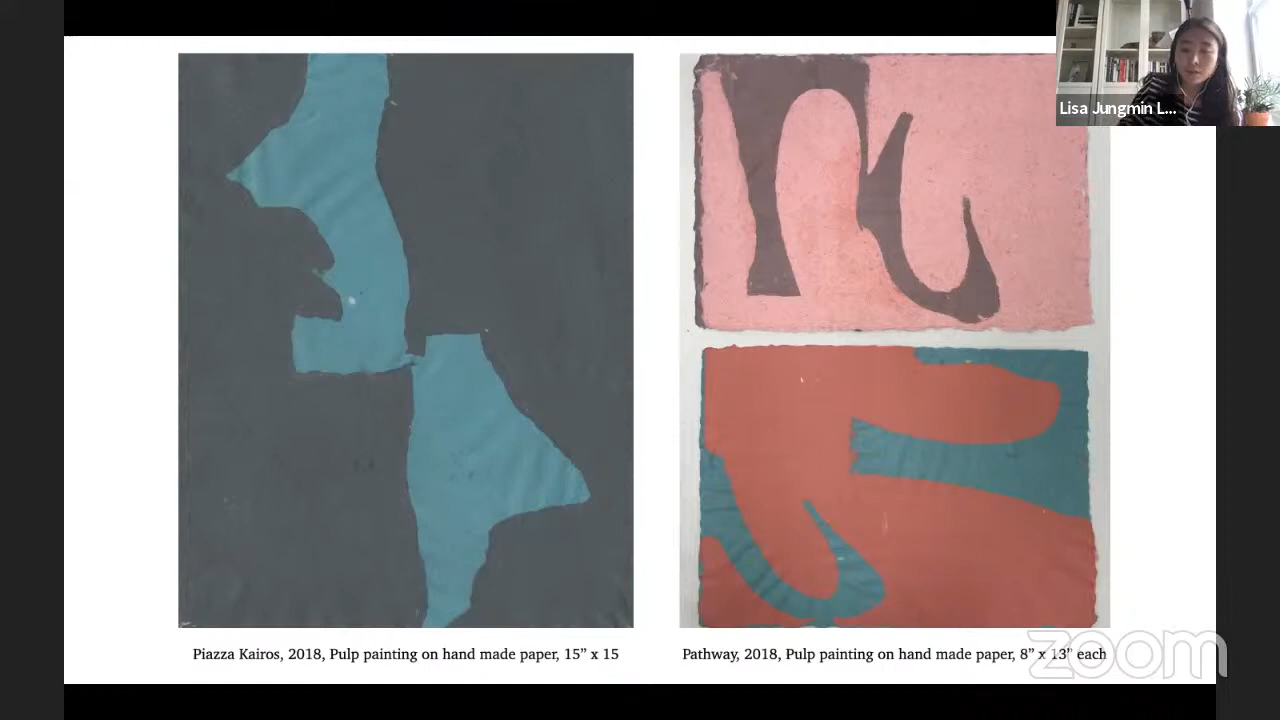 Lisa Jungmin L...
Piazza Kairos, 2018, Pulp painting on hand made paper, 15” x 15
Pathway, 2018, Pulp painting on hand made paper, 8” x 13” each
zoom